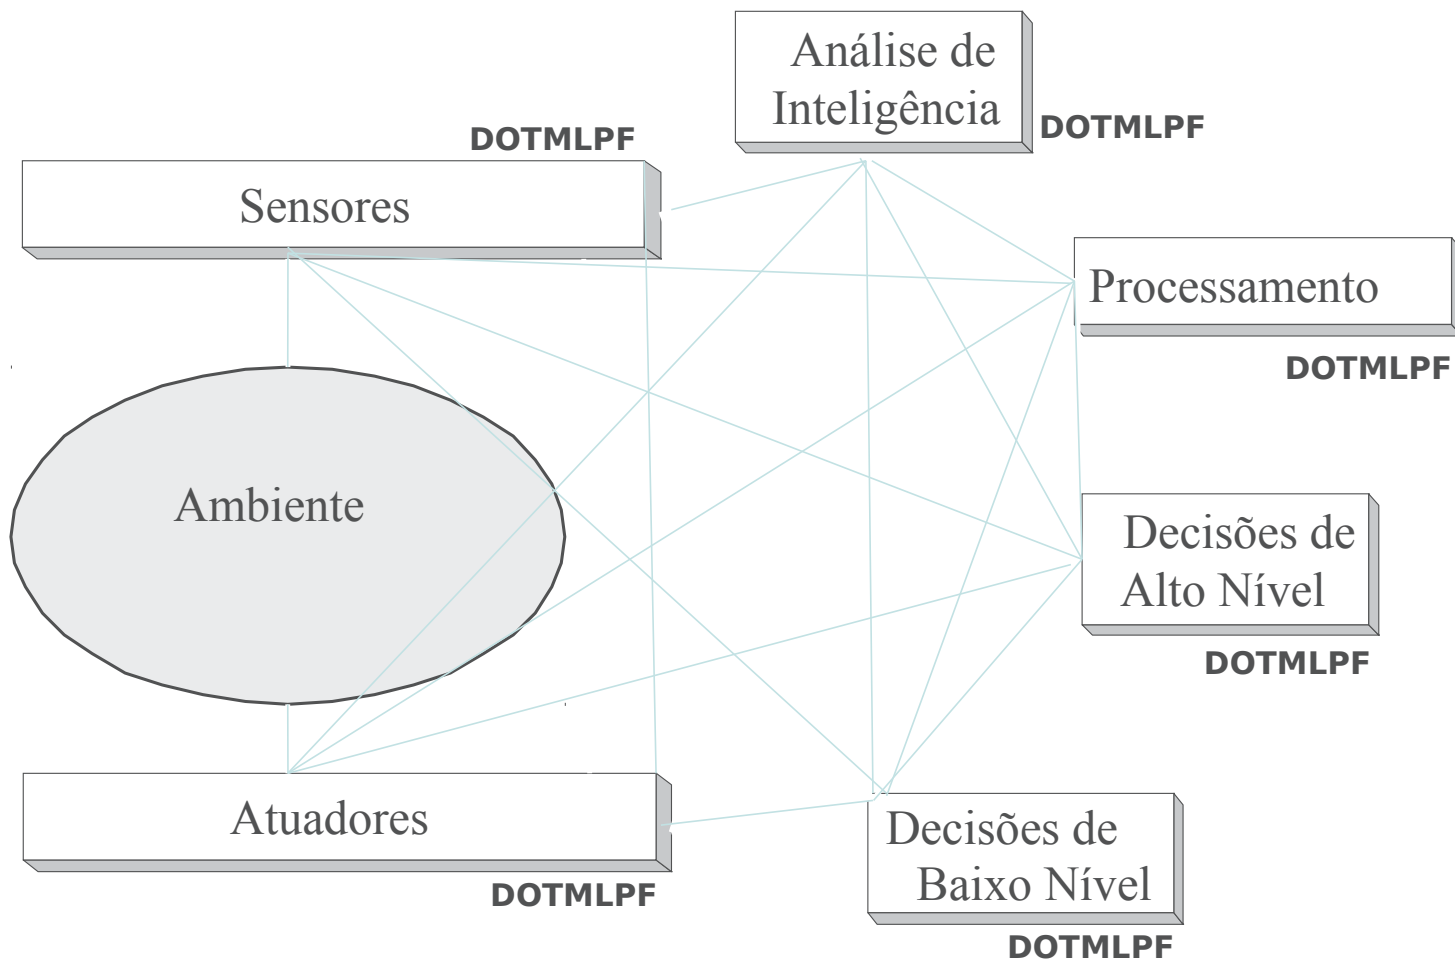 Análise de
Inteligência
DOTMLPF
DOTMLPF
Sensores
Processamento
DOTMLPF
Ambiente
Decisões de
Alto Nível
DOTMLPF
Atuadores
DOTMLPF
Decisões de
Baixo Nível
DOTMLPF